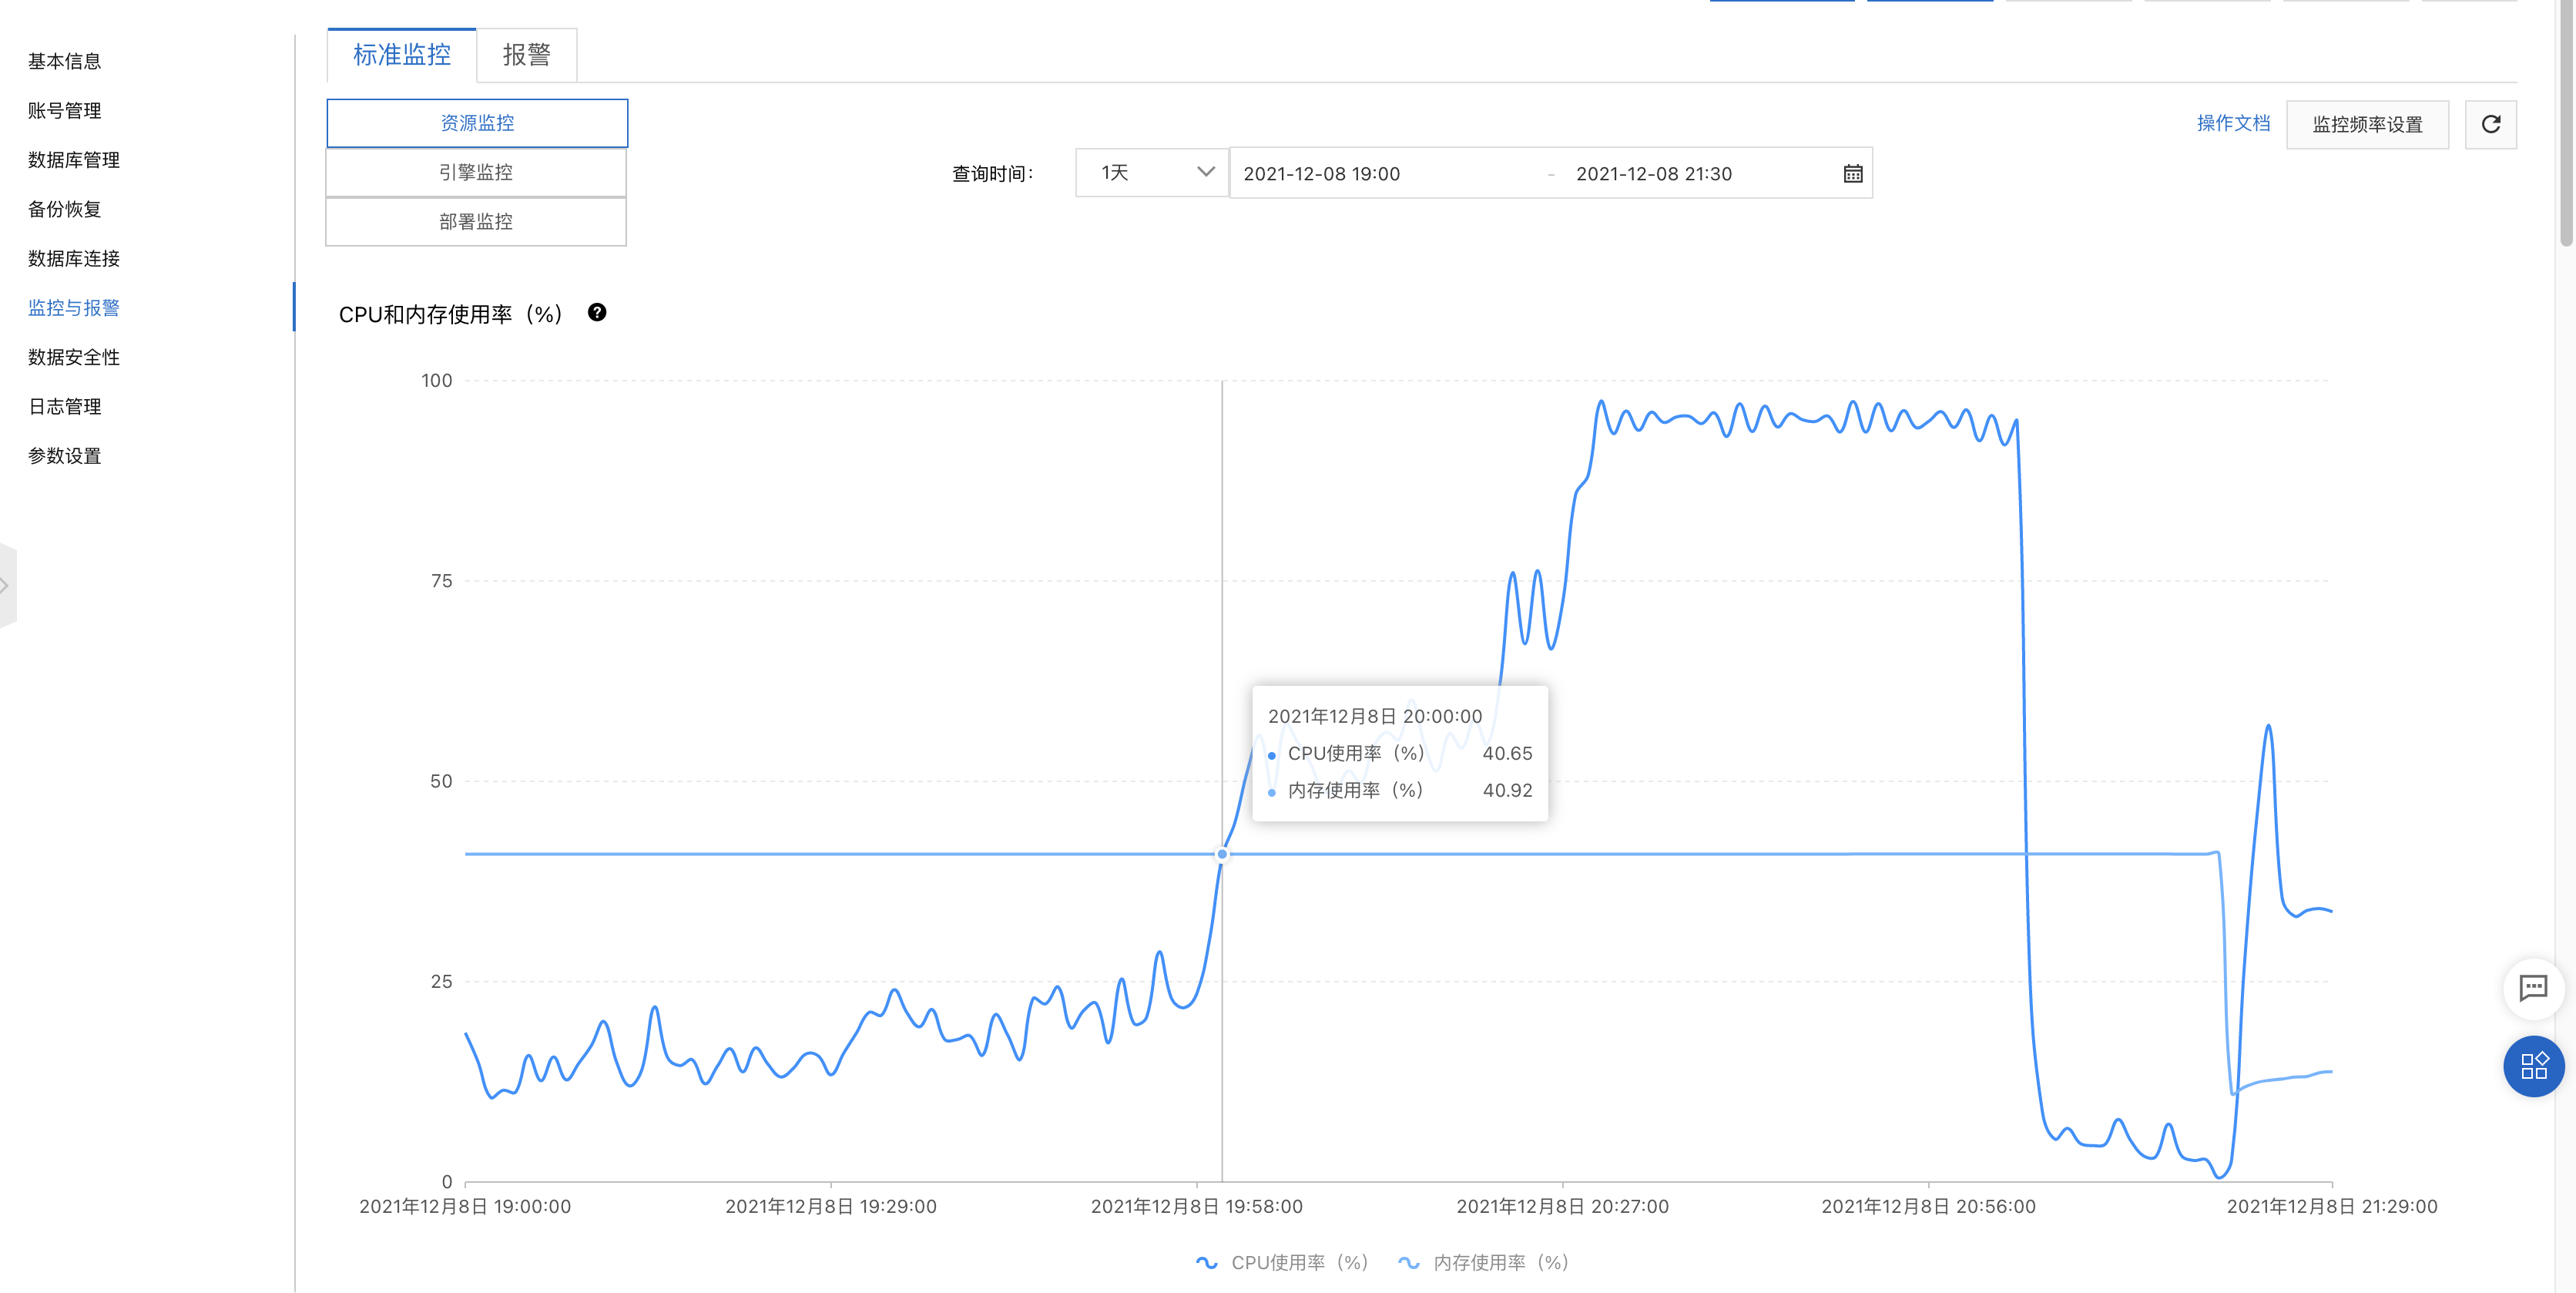 标准监控
报警
基本信息
账号管理
数据库管理
备份恢复
数据库连接
监控与报警
数据安全性
日志管理
参数设置
资源监控
引擎监控
部署监控
查询时间：
1天
2021-12-08 19:00 - 2021-12-08 21:30
操作文档
监控频率设置
CPU和内存使用率（%）
100
75
50
25
0
2021年12月8日 20:00:00
CPU使用率（%） 40.65
内存使用率（%） 40.92
2021年12月8日 19:00:00
2021年12月8日 19:29:00
2021年12月8日 19:58:00
2021年12月8日 20:27:00
2021年12月8日 20:56:00
2021年12月8日 21:29:00
CPU使用率（%）
内存使用率（%）